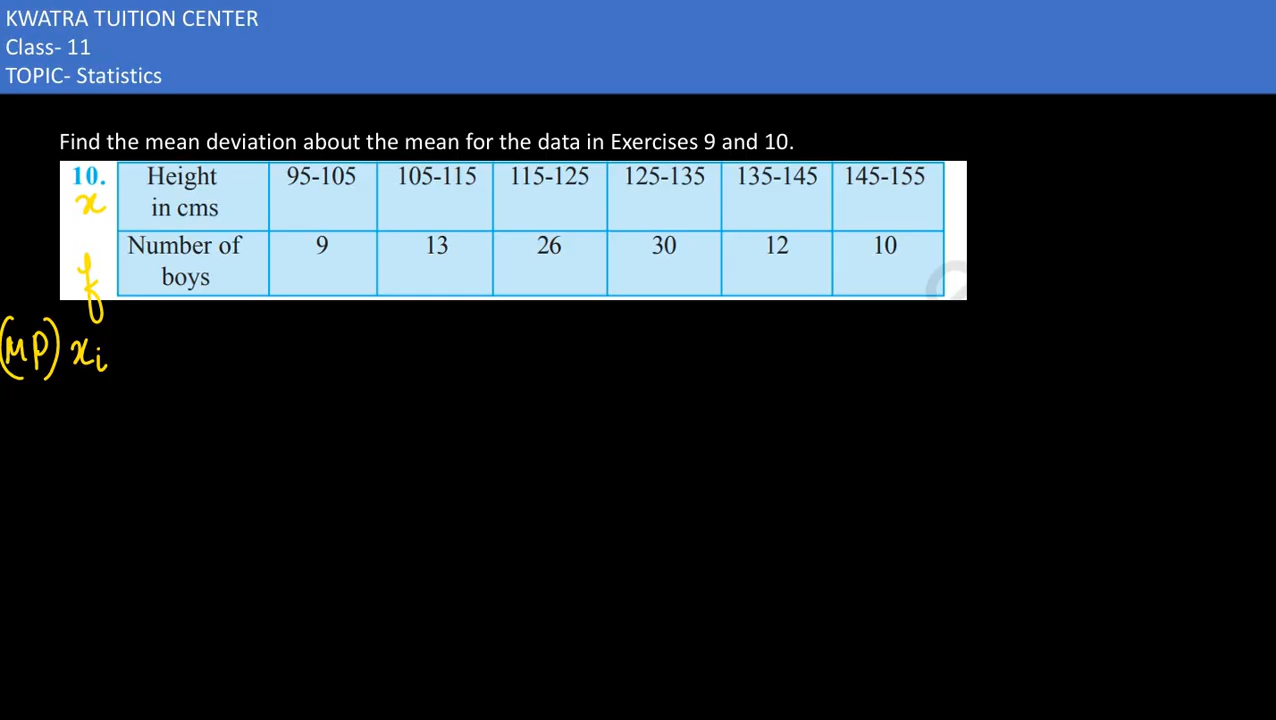 KWATRA TUITION CENTER
Class- 11
TOPIC- Statistics
Find the mean deviation about the mean for the data in Exercises 9 and 10.
10. Height 95-105 105-115 115-125 125-135 135-145 145-155
x in cms
Number of 9 13 26 30 12 10
f boys
(MP) xi